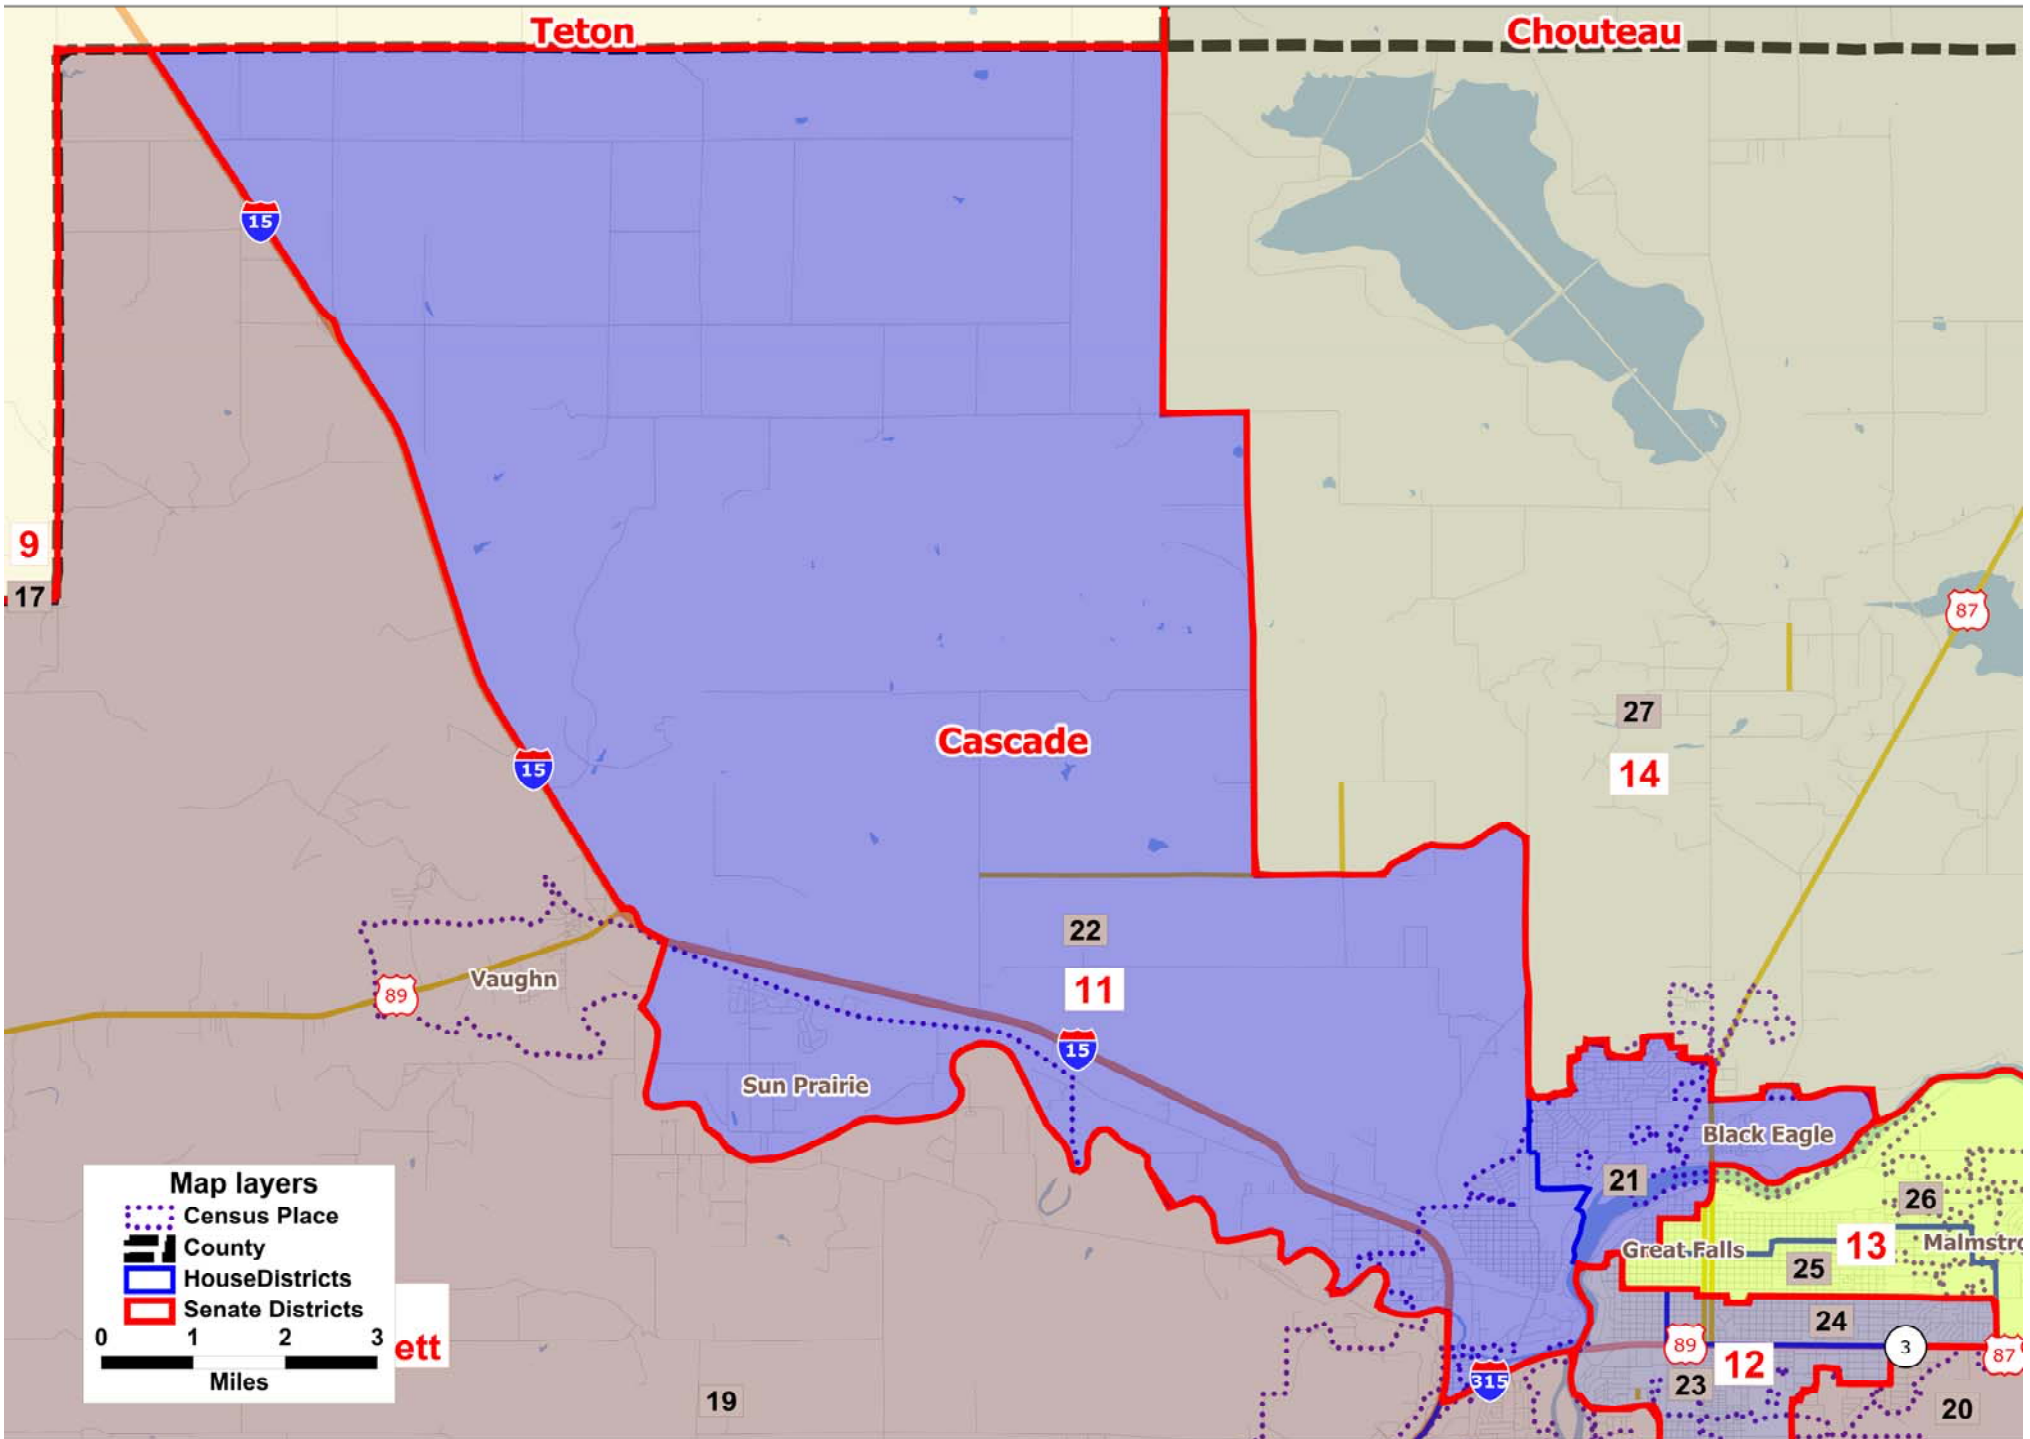 Teton
Chouteau
15
9
17
87
27
14
Cascade
15
22
11
Vaughn
89
15
Sun Prairie
Black Eagle
21
26
Great Falls
13
Malmstro
25
24
89
12
3
87
23
315
20
19
ett
Map layers
Census Place
County
HouseDistricts
Senate Districts
0 1 2 3
Miles